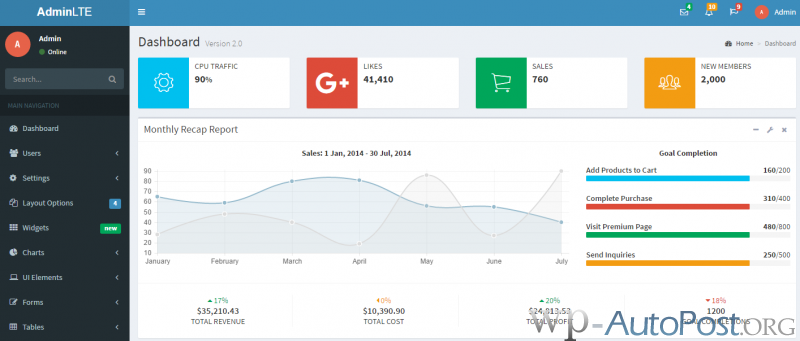 AdminLTE
4
10
9
A
Admin
A
Admin
Online
Search...
MAIN NAVIGATION
Dashboard
Users
Settings
Layout Options
4
Widgets
new
Charts
UI Elements
Forms
Tables
Dashboard Version 2.0
Home > Dashboard
CPU TRAFFIC
90%
G+
LIKES
41,410
SALES
760
NEW MEMBERS
2,000
Monthly Recap Report
Sales: 1 Jan, 2014 - 30 Jul, 2014
90
80
70
60
50
40
30
20
10
January February March April May June July
Goal Completion
Add Products to Cart 160/200
Complete Purchase 310/400
Visit Premium Page 480/800
Send Inquiries 250/500
17%
$35,210.43
TOTAL REVENUE
0%
$10,390.90
TOTAL COST
20%
$24,813.53
TOTAL PROFIT
18%
1200
GOAL COMPLETIONS
wp-AutoPost.ORG